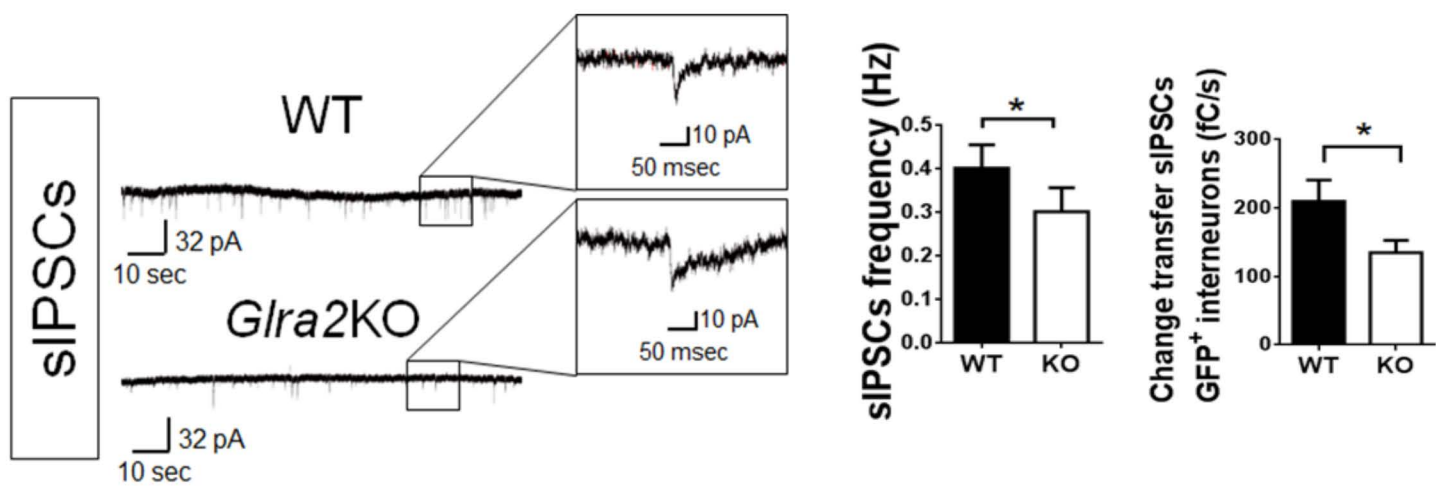 sIPSCs
WT
32 pA
10 sec
Glra2KO
32 pA
10 sec
10 pA
50 msec
10 pA
50 msec
sIPSCs frequency (Hz)
0.5
0.4
0.3
0.2
0.1
0.0
*
WT KO
Change transfer sIPSCs
GFP+ interneurons (fC/s)
300
200
100
0
*
WT KO